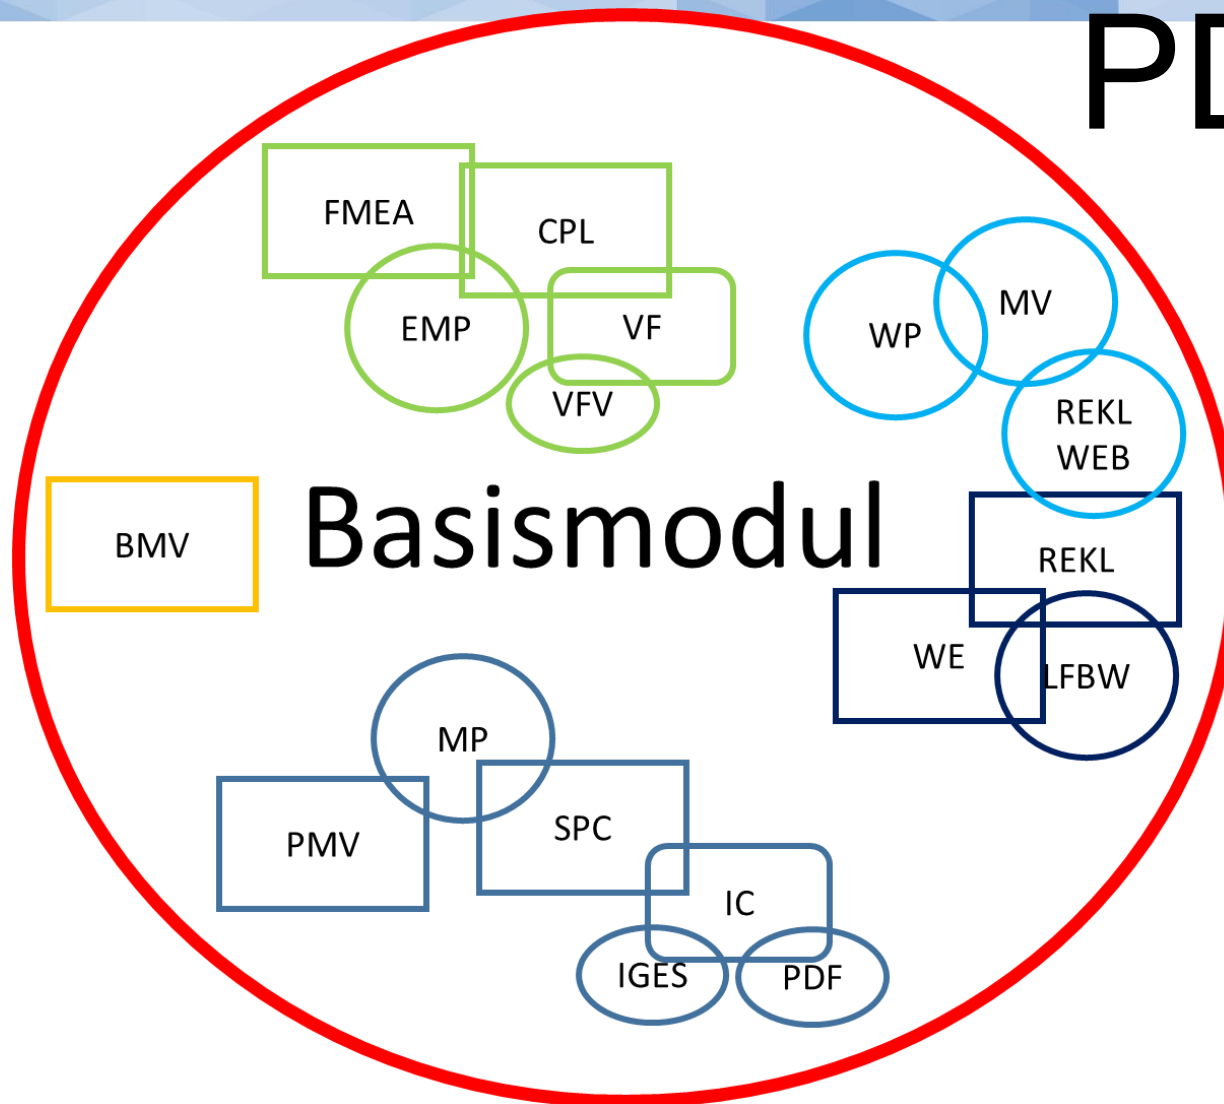 PD
FMEA
CPL
EMP
VF
VFV
WP
MV
REKL
WEB
BMV
Basismodul
REKL
WE
LFBW
MP
PMV
SPC
IC
IGES
PDF